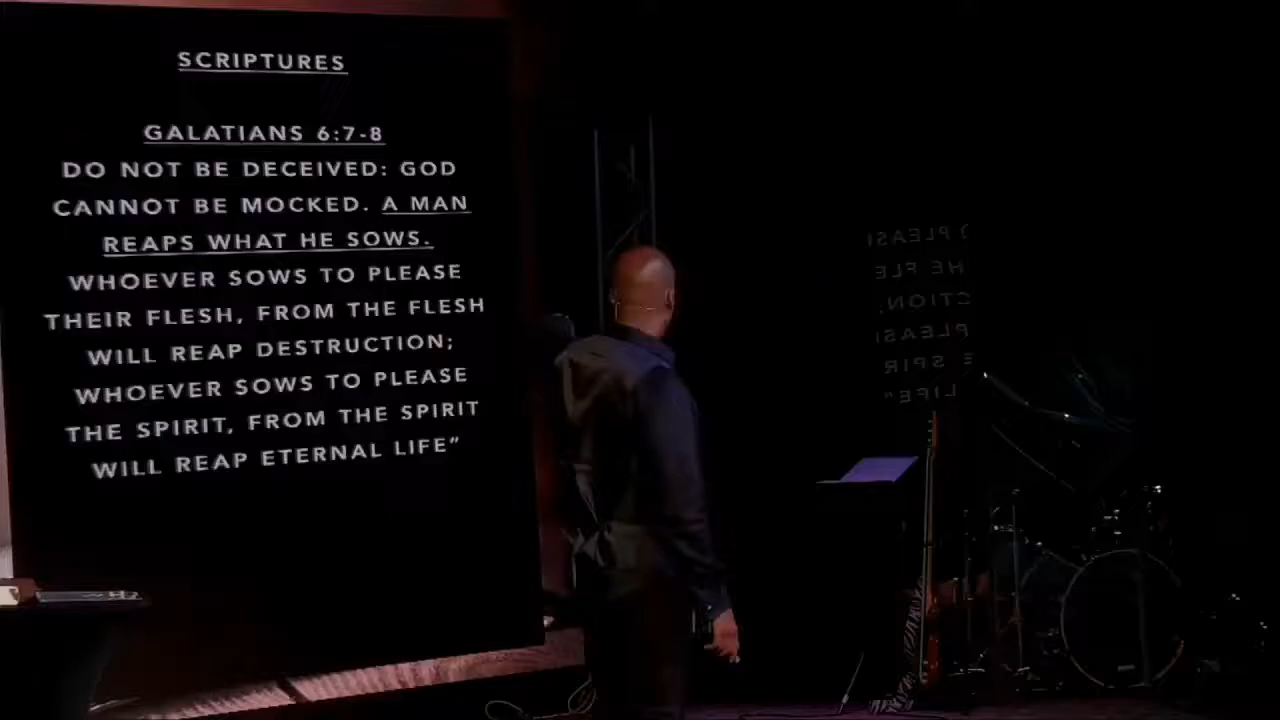 SCRIPTURES
GALATIANS 6:7-8
DO NOT BE DECEIVED: GOD
CANNOT BE MOCKED. A MAN
REAPS WHAT HE SOWS.
WHOEVER SOWS TO PLEASE
THEIR FLESH, FROM THE FLESH
WILL REAP DESTRUCTION;
WHOEVER SOWS TO PLEASE
THE SPIRIT, FROM THE SPIRIT
WILL REAP ETERNAL LIFE”